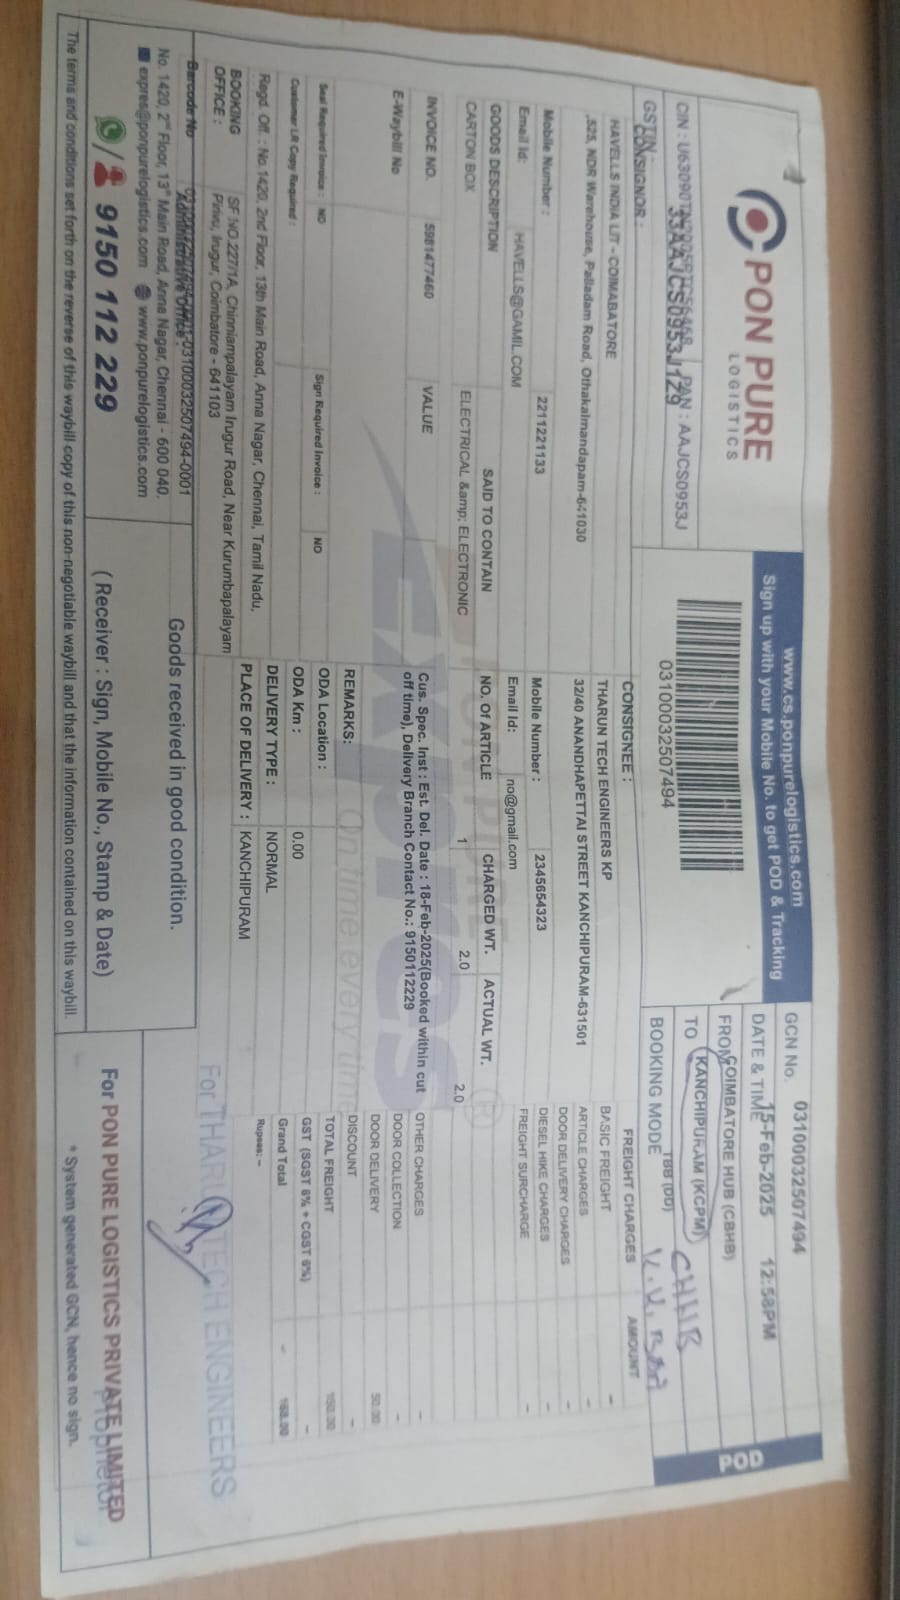 PON PURE
LOGISTICS
www.cs.ponpurelogistics.com
Sign up with your Mobile No. to get POD & Tracking
03100032507494
GCN No. 03100032507494
DATE & TIME 15-Feb-2025 12:58PM
FROM COIMBATORE HUB (CBHB)
TO KANCHIPURAM (KCPM)
BOOKING MODE TBB (DD)
POD
PAN : AAJCS0953J
GSTIN : 33AAJCS0953J1Z9
CONSIGNOR :
HAVELLS INDIA LIT - COIMABATORE
,525, NDR Warehouse, Palladam Road, Othakalmandapam-641030
Mobile Number : 2211221133
Email Id: HAVELLS@GAMIL.COM
CONSIGNEE :
THARUN TECH ENGINEERS KP
32/40 ANANDHAPETTAI STREET KANCHIPURAM-631501
Mobile Number : 2345654323
Email Id: no@gmail.com
GOODS DESCRIPTION SAID TO CONTAIN NO. Of ARTICLE CHARGED WT. ACTUAL WT.
CARTON BOX ELECTRICAL &amp; ELECTRONIC 1 2.0 2.0
INVOICE NO. 5981477460 VALUE
E-Waybill No
Cus. Spec. Inst : Est. Del. Date : 18-Feb-2025(Booked within cut
off time), Delivery Branch Contact No.: 9150112229
Seal Required Invoice : NO Sign Required Invoice : NO
Customer LR Copy Required :
REMARKS:
ODA Location :
ODA Km : 0.00
DELIVERY TYPE : NORMAL
PLACE OF DELIVERY : KANCHIPURAM
FREIGHT CHARGES AMOUNT
BASIC FREIGHT -
ARTICLE CHARGES -
DOOR DELIVERY CHARGES -
DIESEL HIKE CHARGES -
FREIGHT SURCHARGE -
OTHER CHARGES -
DOOR COLLECTION -
DOOR DELIVERY 50.00
DISCOUNT -
TOTAL FREIGHT
GST (SGST 6% + CGST 6%) -
Grand Total
Rupees: -
Regd. Off. : No.1420, 2nd Floor, 13th Main Road, Anna Nagar, Chennai, Tamil Nadu,
BOOKING OFFICE : SF NO.227/1A, Chinniampalayam Irugur Road, Near Kurumbapalayam
Pirivu, Irugur, Coimbatore - 641103
Barcode No
Administrative Office :
No. 1420, 2nd Floor, 13th Main Road, Anna Nagar, Chennai - 600 040.
expres@ponpurelogistics.com www.ponpurelogistics.com
9150 112 229
Goods received in good condition.
( Receiver : Sign, Mobile No., Stamp & Date)
For THARUN TECH ENGINEERS
For PON PURE LOGISTICS PRIVATE LIMITED
* System generated GCN, hence no sign.
The terms and conditions set forth on the reverse of this waybill copy of this non-negotiable waybill and that the information contained on this waybill.